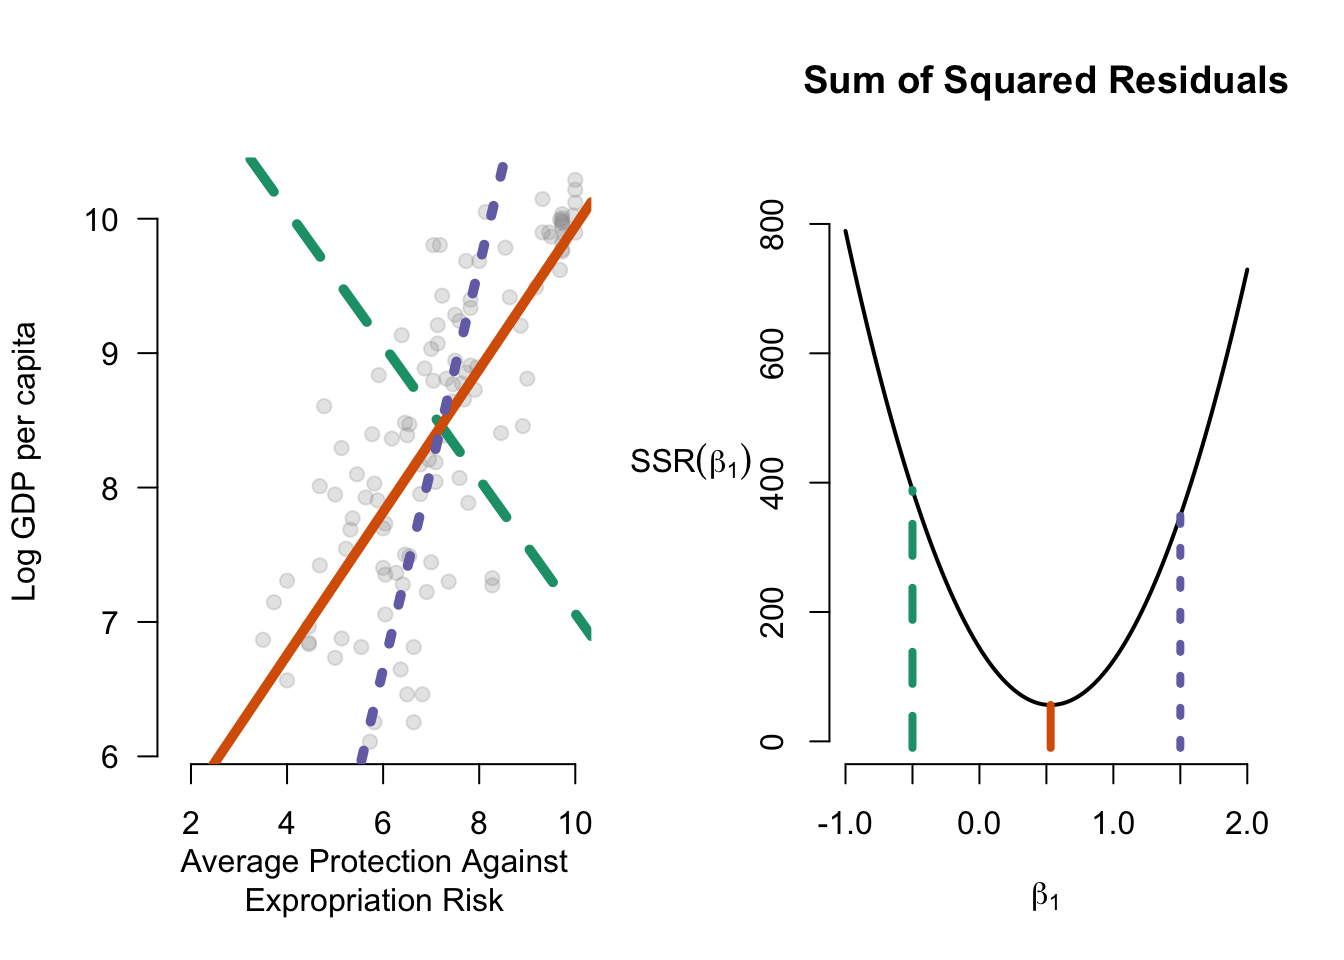 Log GDP per capita
10
9
8
7
6
2 4 6 8 10
Average Protection Against
Expropriation Risk
Sum of Squared Residuals
SSR(β₁)
800
600
400
200
0
-1.0 0.0 1.0 2.0
β₁